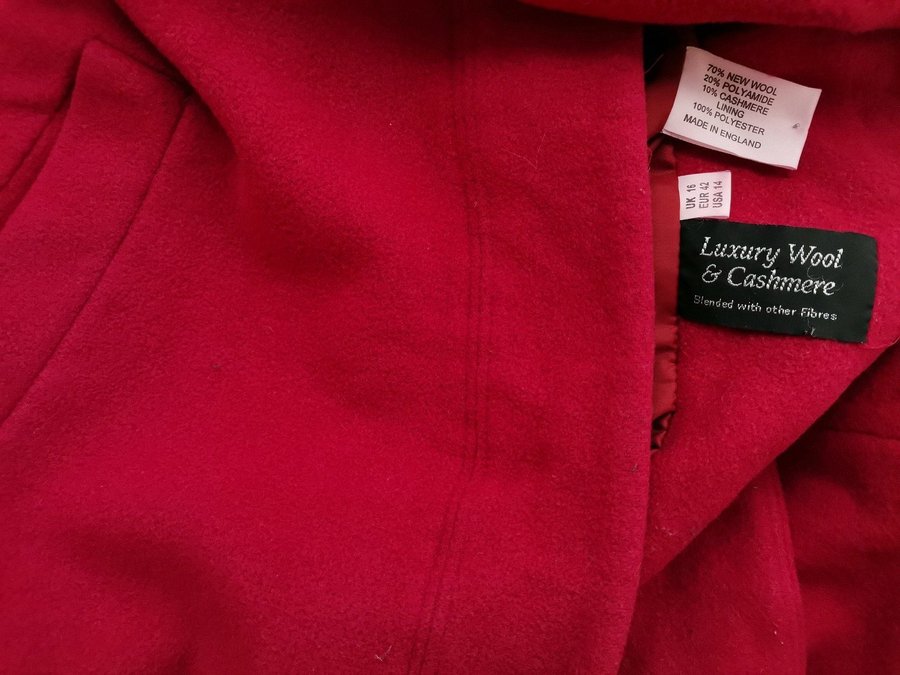 70% NEW WOOL
20% POLYAMIDE
10% CASHMERE
LINING
100% POLYESTER
MADE IN ENGLAND
UK 16
EUR 42
USA 14
Luxury Wool
& Cashmere
Blended with other Fibres